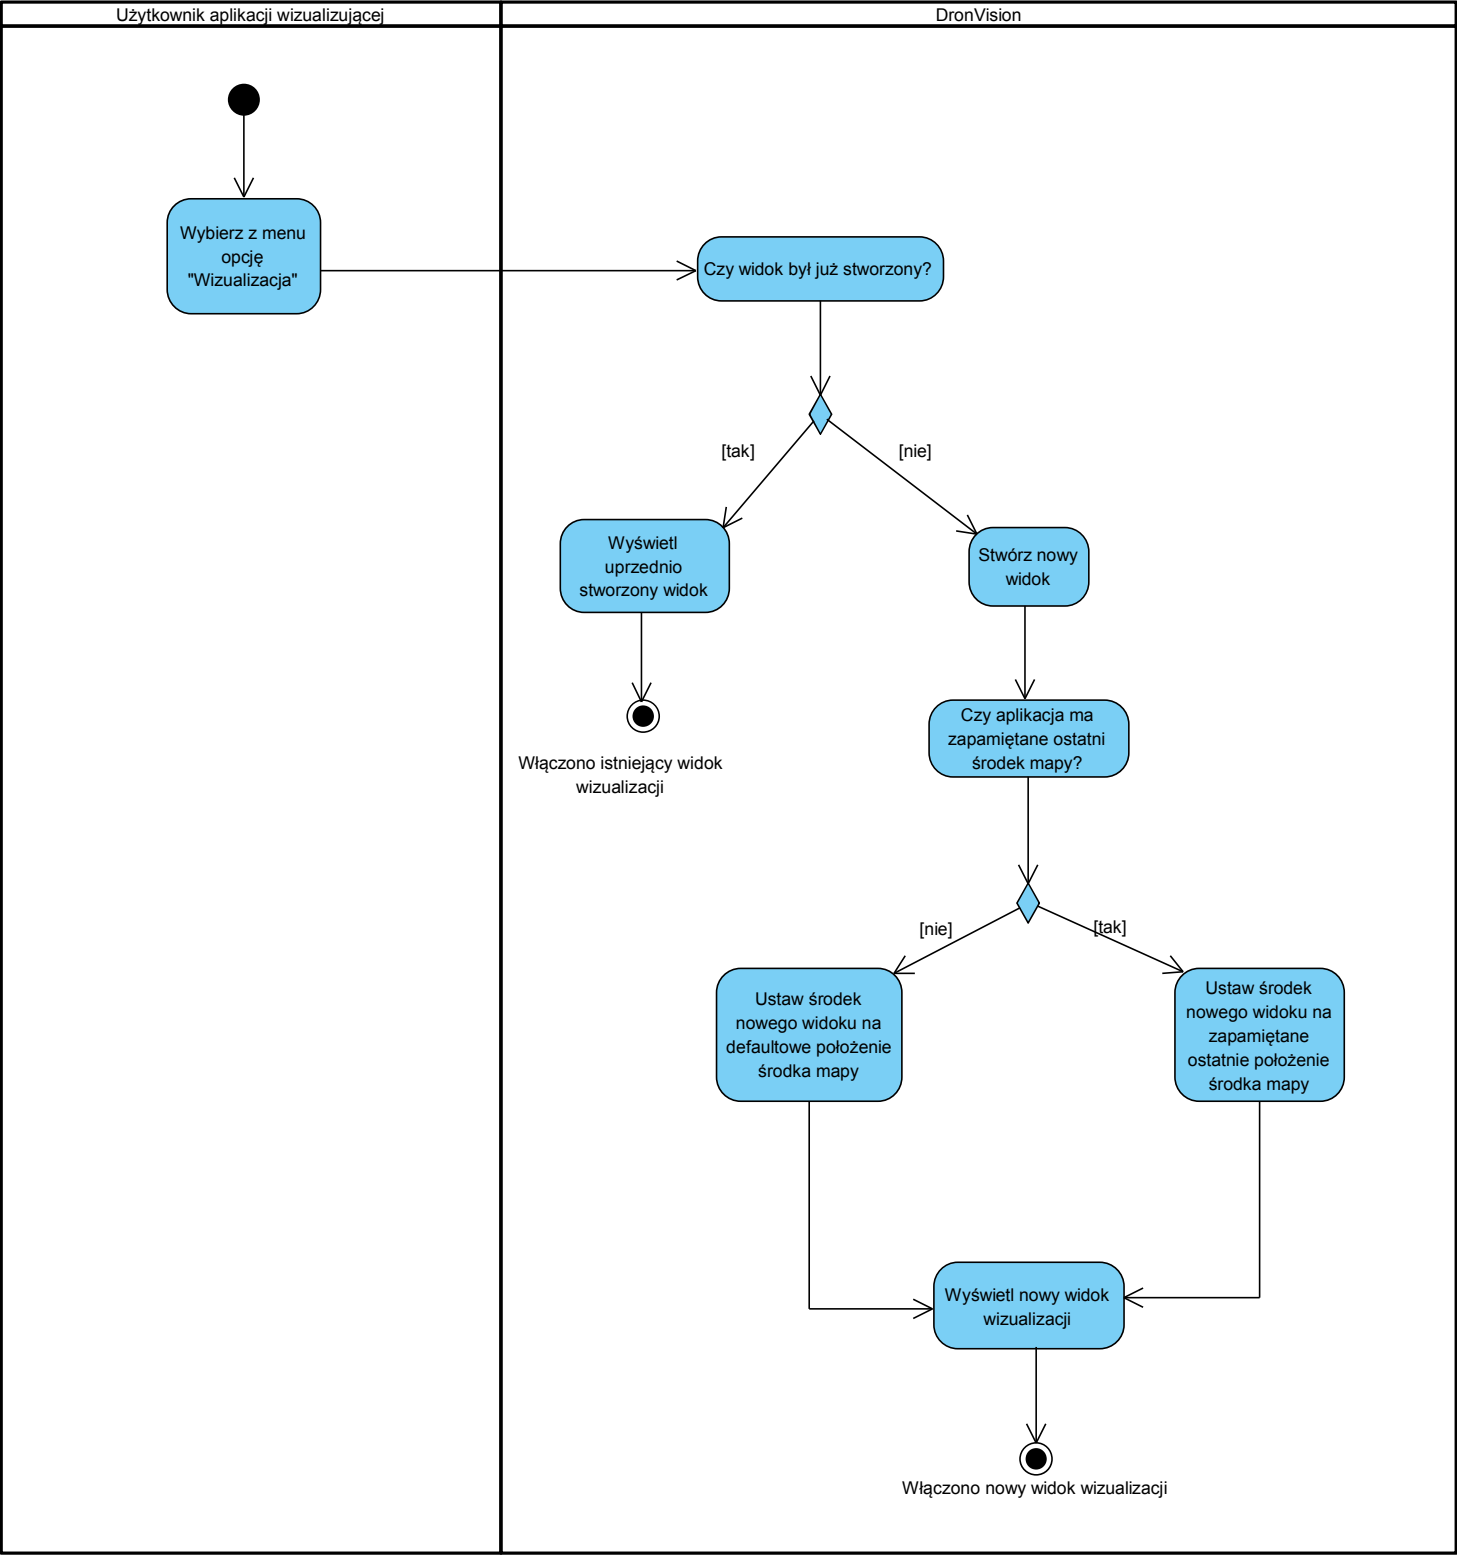 Użytkownik aplikacji wizualizującej
DronVision
Wybierz z menu
opcję
"Wizualizacja"
Czy widok był już stworzony?
[tak]
[nie]
Wyświetl
uprzednio
stworzony widok
Stwórz nowy
widok
Włączono istniejący widok
wizualizacji
Czy aplikacja ma
zapamiętane ostatni
środek mapy?
[nie]
[tak]
Ustaw środek
nowego widoku na
defaultowe położenie
środka mapy
Ustaw środek
nowego widoku na
zapamiętane
ostatnie położenie
środka mapy
Wyświetl nowy widok
wizualizacji
Włączono nowy widok wizualizacji